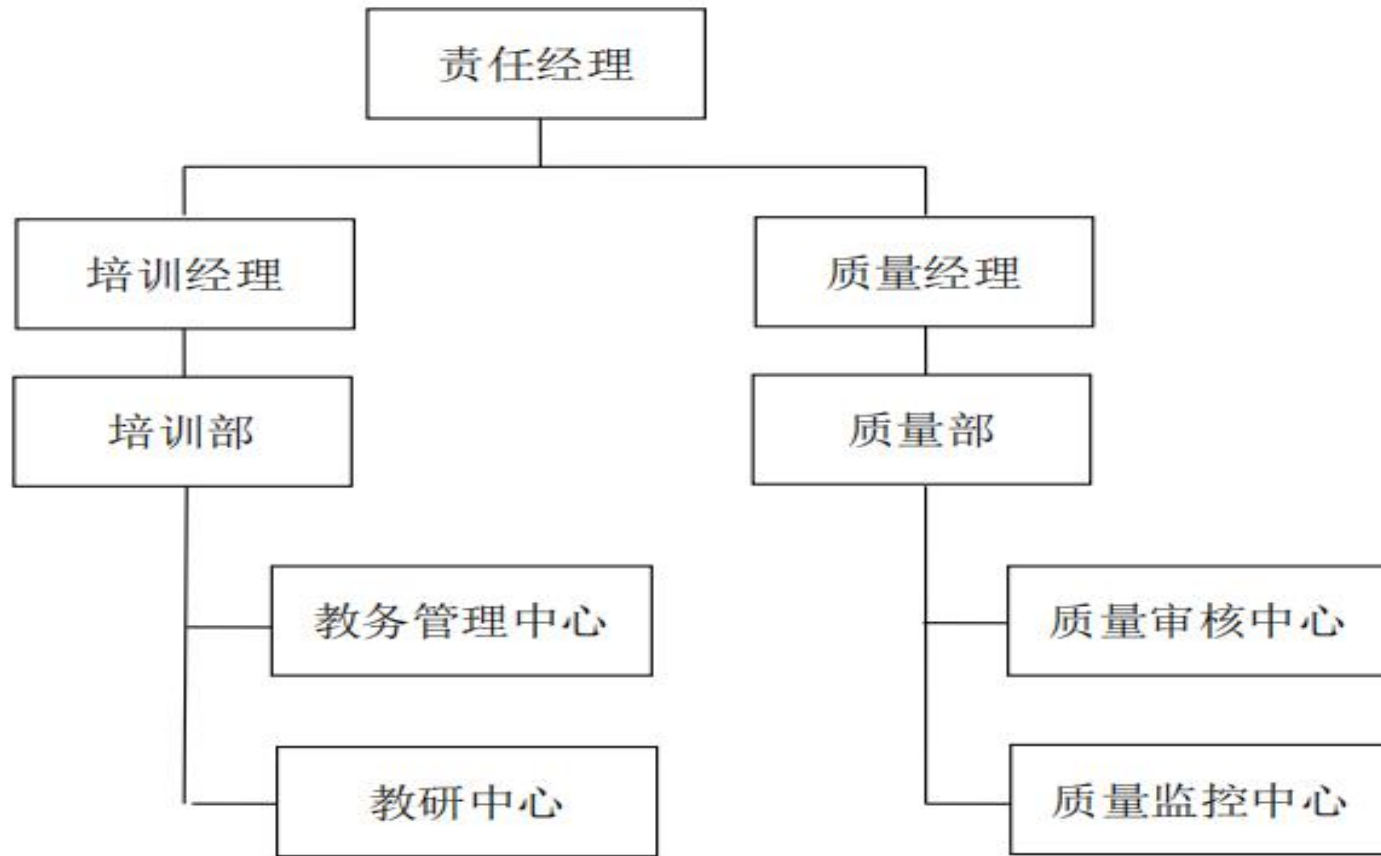 责任经理
培训经理
质量经理
培训部
质量部
教务管理中心
质量审核中心
教研中心
质量监控中心